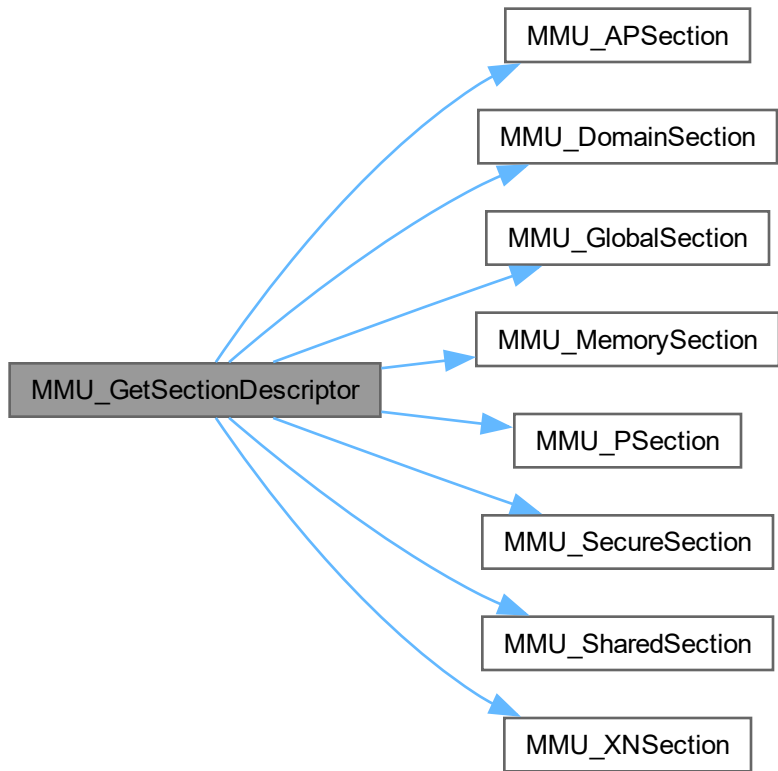 MMU_APSection
MMU_DomainSection
MMU_GlobalSection
MMU_MemorySection
MMU_GetSectionDescriptor
MMU_PSection
MMU_SecureSection
MMU_SharedSection
MMU_XNSection